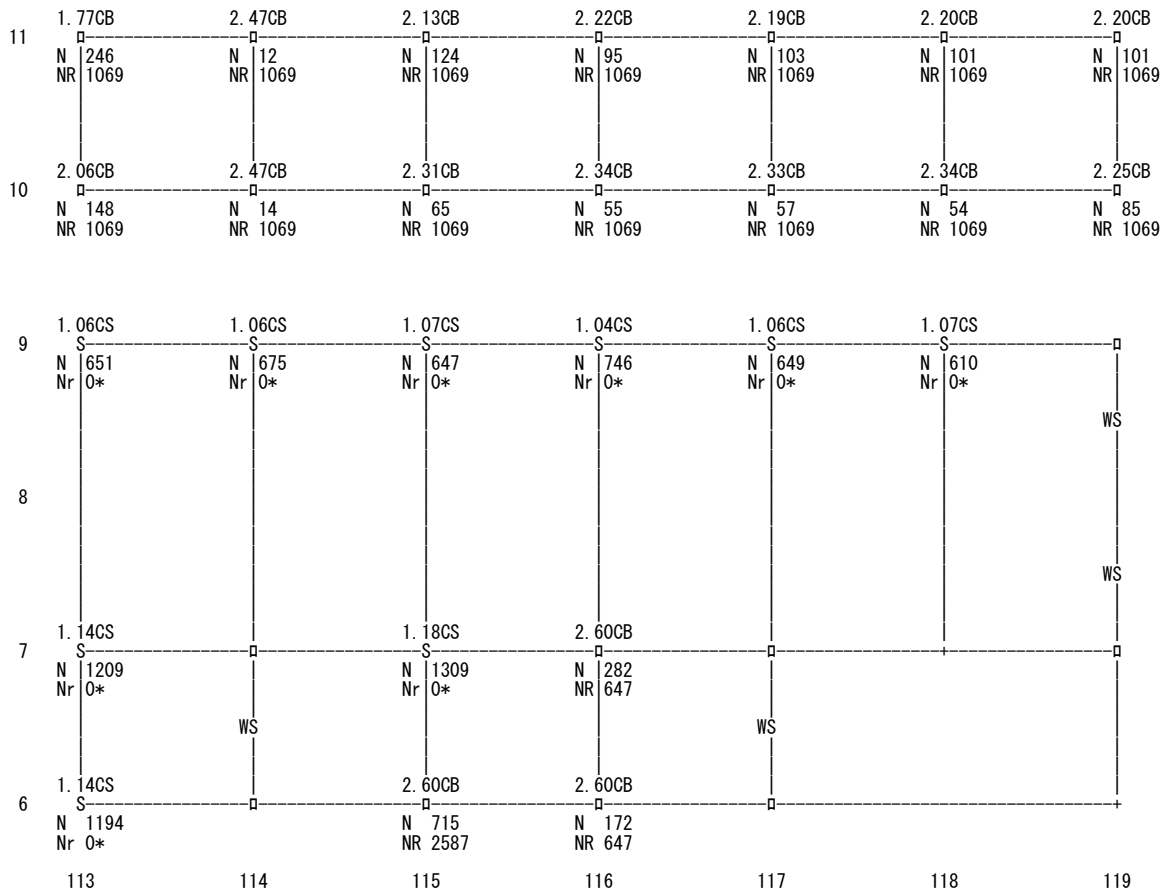 1.77CB 2.47CB 2.13CB 2.22CB 2.19CB 2.20CB 2.20CB
11
N 246 N 12 N 124 N 95 N 103 N 101 N 101
NR 1069 NR 1069 NR 1069 NR 1069 NR 1069 NR 1069 NR 1069
2.06CB 2.47CB 2.31CB 2.34CB 2.33CB 2.34CB 2.25CB
10
N 148 N 14 N 65 N 55 N 57 N 54 N 85
NR 1069 NR 1069 NR 1069 NR 1069 NR 1069 NR 1069 NR 1069
1.06CS 1.06CS 1.07CS 1.04CS 1.06CS 1.07CS
9 S S S S S S
N 651 N 675 N 647 N 746 N 649 N 610
Nr 0* Nr 0* Nr 0* Nr 0* Nr 0* Nr 0*
WS
8
WS
1.14CS 1.18CS 2.60CB
7 S S
N 1209 N 1309 N 282
Nr 0* Nr 0* NR 647
WS WS
1.14CS 2.60CB 2.60CB
6 S
N 1194 N 715 N 172
Nr 0* NR 2587 NR 647
113 114 115 116 117 118 119